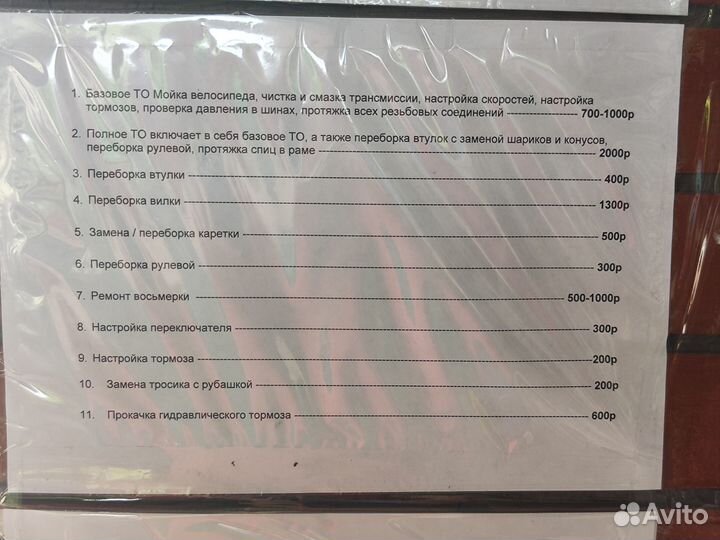 1. Базовое ТО Мойка велосипеда, чистка и смазка трансмиссии, настройка скоростей, настройка
тормозов, проверка давления в шинах, протяжка всех резьбовых соединений ------------------ 700-1000р
2. Полное ТО включает в себя базовое ТО, а также переборка втулок с заменой шариков и конусов,
переборка рулевой, протяжка спиц в раме ------------------ 2000р
3. Переборка втулки ------------------ 400р
4. Переборка вилки ------------------ 1300р
5. Замена / переборка каретки ------------------ 500р
6. Переборка рулевой ------------------ 300р
7. Ремонт восьмерки ------------------ 500-1000р
8. Настройка переключателя ------------------ 300р
9. Настройка тормоза ------------------ 200р
10. Замена тросика с рубашкой ------------------ 200р
11. Прокачка гидравлического тормоза ------------------ 600р
Avito